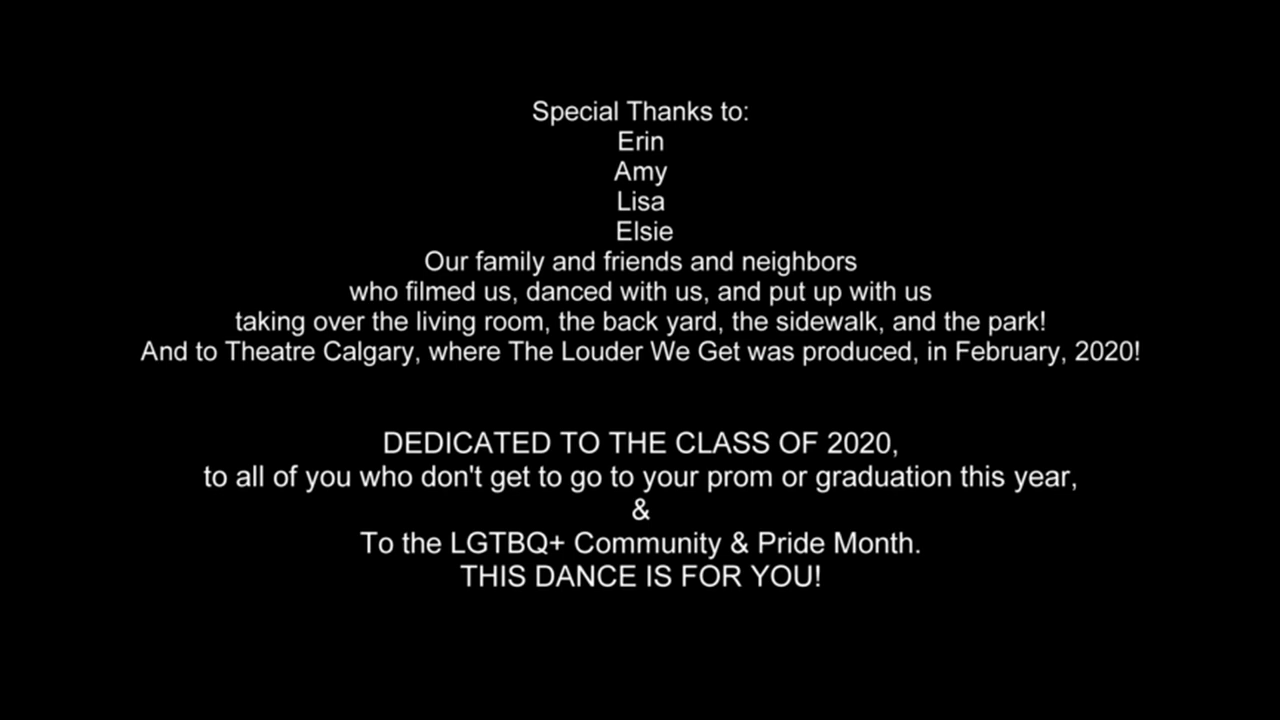 Special Thanks to:
Erin
Amy
Lisa
Elsie
Our family and friends and neighbors
who filmed us, danced with us, and put up with us
taking over the living room, the back yard, the sidewalk, and the park!
And to Theatre Calgary, where The Louder We Get was produced, in February, 2020!
DEDICATED TO THE CLASS OF 2020,
to all of you who don't get to go to your prom or graduation this year,
&
To the LGTBQ+ Community & Pride Month.
THIS DANCE IS FOR YOU!